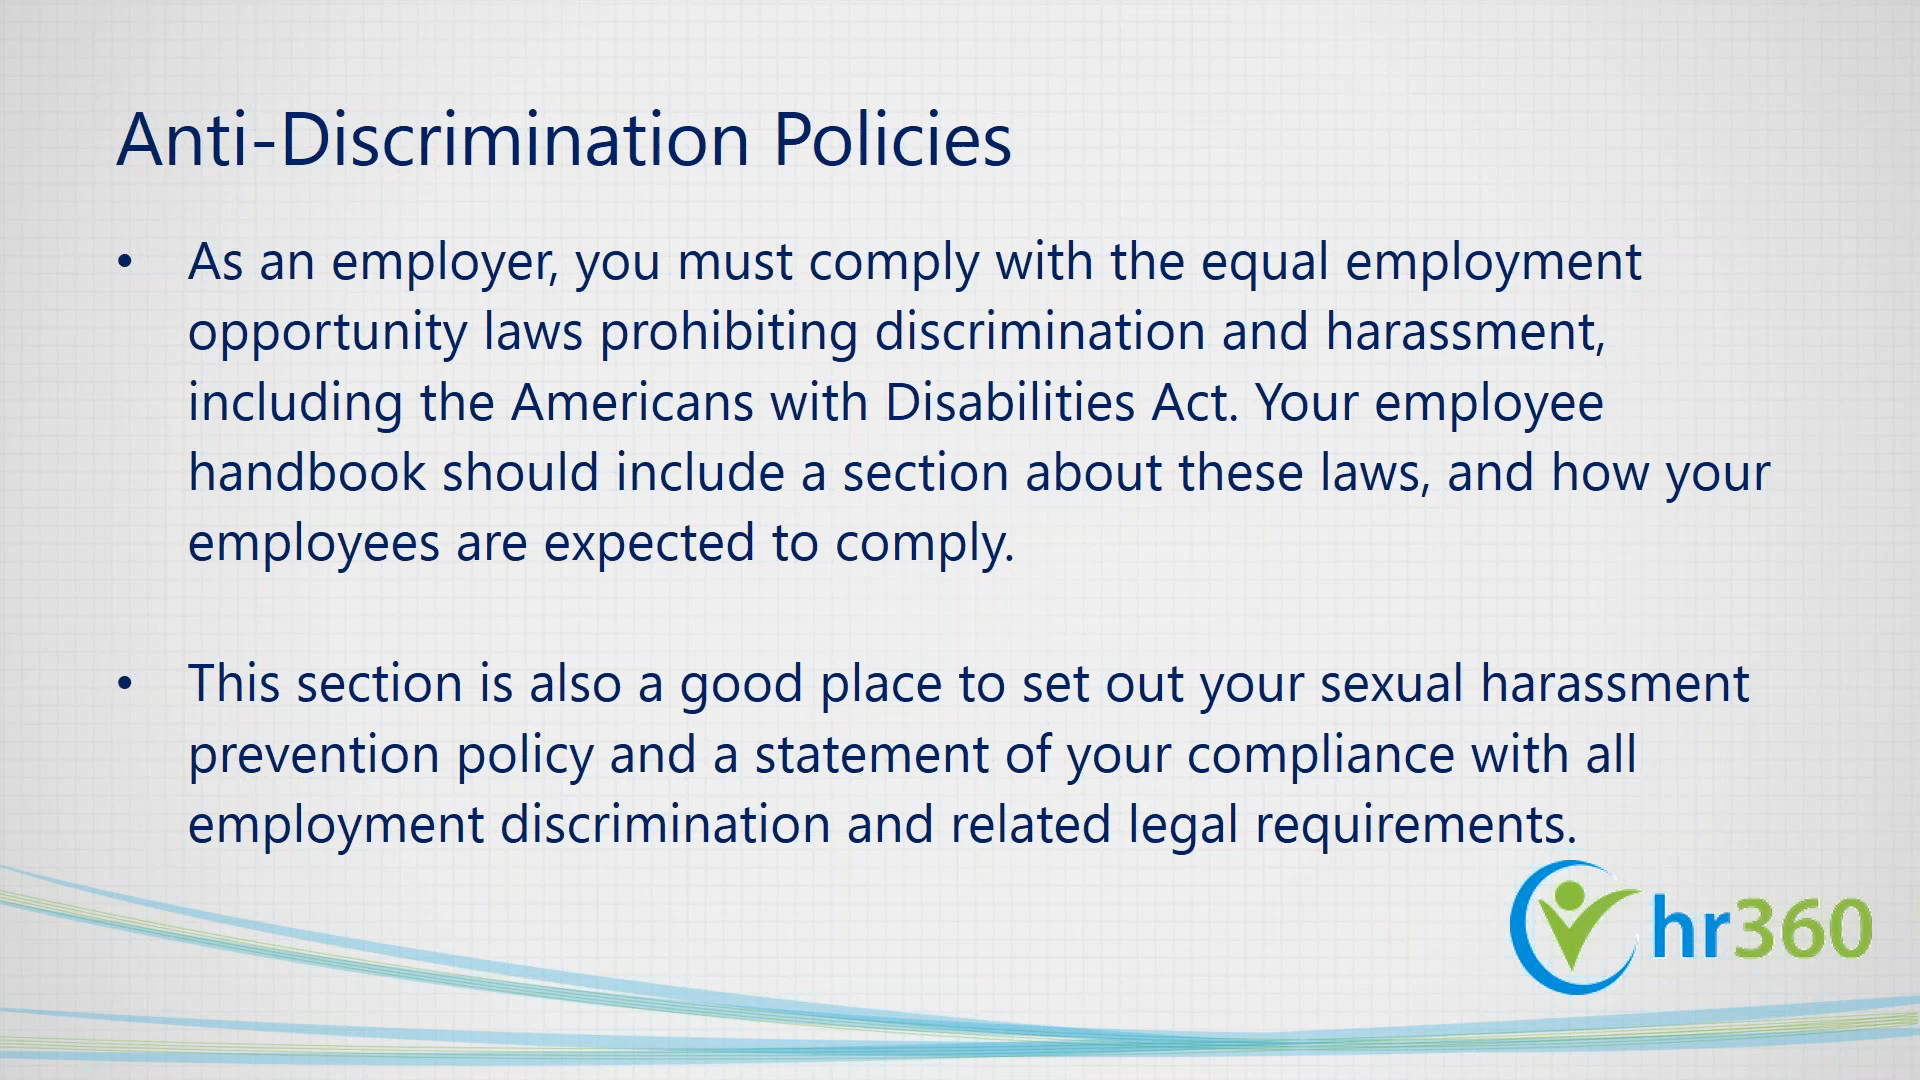 Anti-Discrimination Policies
• As an employer, you must comply with the equal employment
opportunity laws prohibiting discrimination and harassment,
including the Americans with Disabilities Act. Your employee
handbook should include a section about these laws, and how your
employees are expected to comply.
• This section is also a good place to set out your sexual harassment
prevention policy and a statement of your compliance with all
employment discrimination and related legal requirements.
hr360